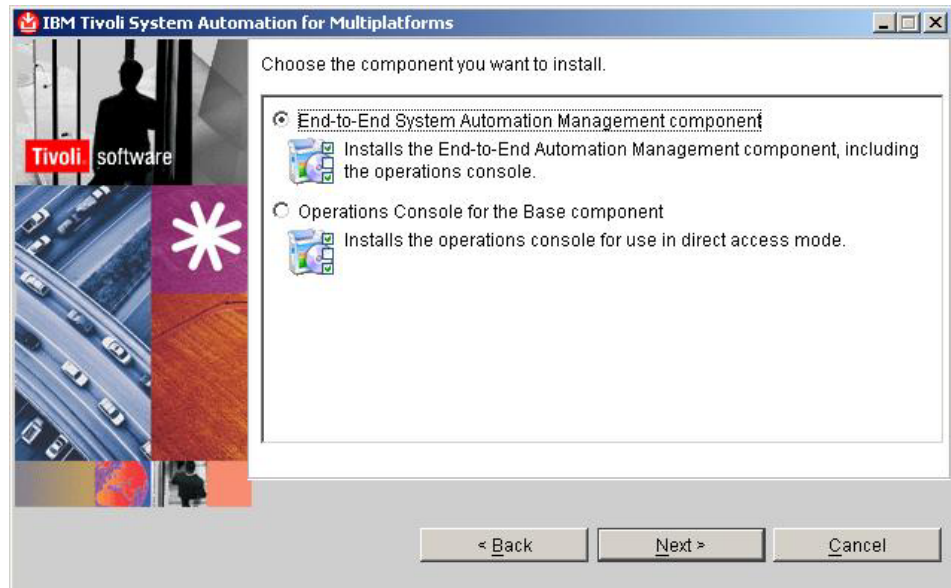 IBM Tivoli System Automation for Multiplatforms
Choose the component you want to install.
End-to-End System Automation Management component
Installs the End-to-End Automation Management component, including
the operations console.
Operations Console for the Base component
Installs the operations console for use in direct access mode.
Tivoli software
< Back
Next >
Cancel